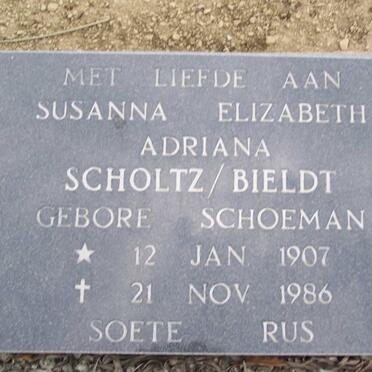 MET LIEFDE AAN
SUSANNA ELIZABETH
ADRIANA
SCHOLTZ/BIELDT
GEBORE SCHOEMAN
★ 12 JAN 1907
✝ 21 NOV 1986
SOETE RUS